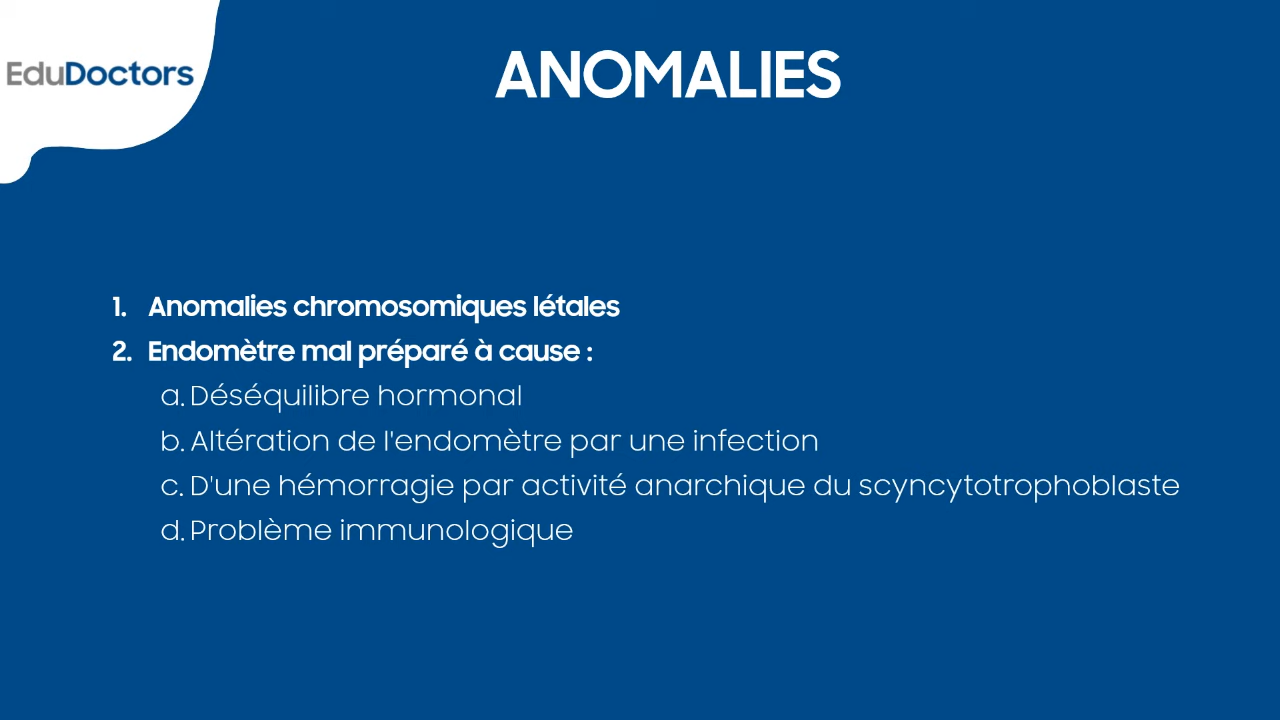 EduDoctors
ANOMALIES
1. Anomalies chromosomiques létales
2. Endomètre mal préparé à cause :
a. Déséquilibre hormonal
b. Altération de l'endomètre par une infection
c. D'une hémorragie par activité anarchique du scyncytotrophoblaste
d. Problème immunologique